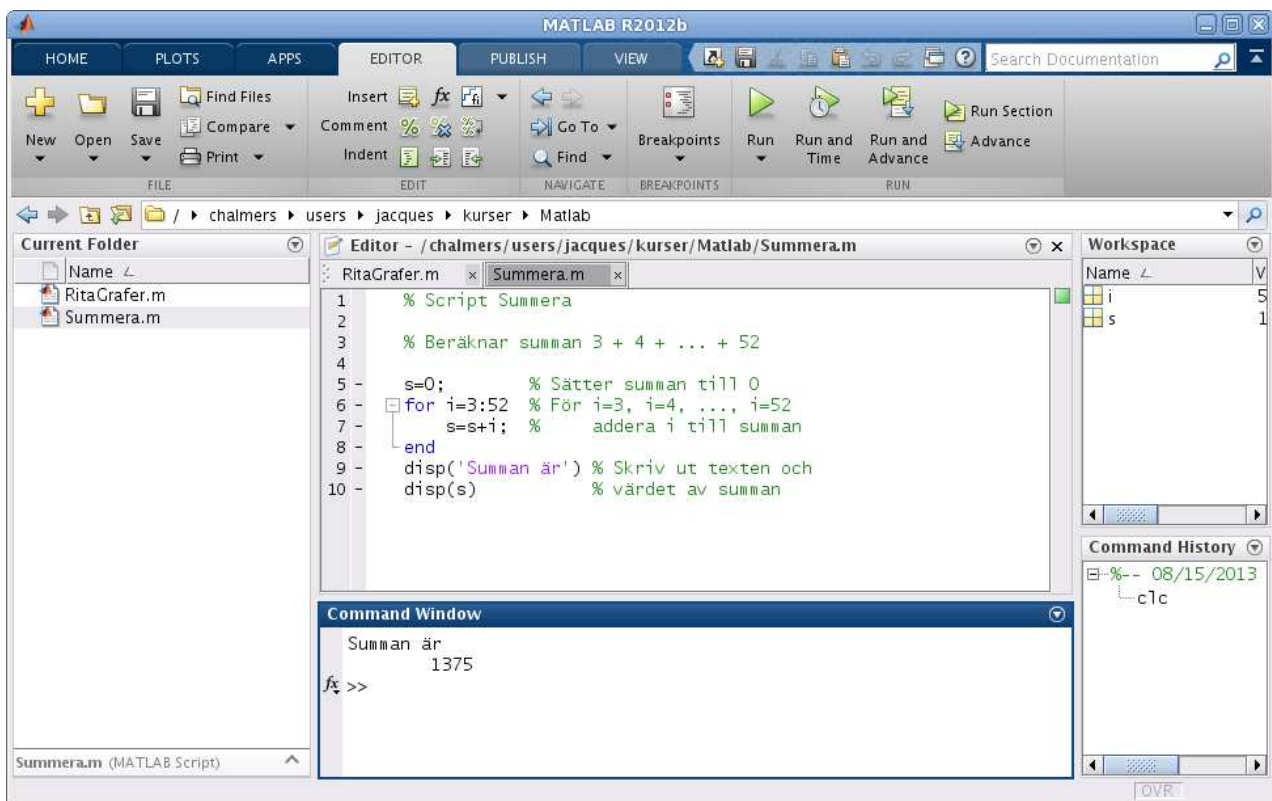 MATLAB R2012b
HOME PLOTS APPS EDITOR PUBLISH VIEW Search Documentation
New Open Save Find Files Compare Print
FILE
Insert fx
Comment
Indent
EDIT
Go To
Find
NAVIGATE
Breakpoints
BREAKPOINTS
Run Run and Time Run and Advance Run Section Advance
RUN
/ chalmers users jacques kurser Matlab
Current Folder
Name
RitaGrafer.m
Summera.m
Summera.m (MATLAB Script)
Editor - /chalmers/users/jacques/kurser/Matlab/Summera.m
RitaGrafer.m × Summera.m ×
1 % Script Summera
2
3 % Beräknar summan 3 + 4 + ... + 52
4
5 - s=0; % Sätter summan till 0
6 - for i=3:52 % För i=3, i=4, ..., i=52
7 - s=s+i; % addera i till summan
8 - end
9 - disp('Summan är') % Skriv ut texten och
10 - disp(s) % värdet av summan
Command Window
Summan är
1375
fx >>
Workspace
Name V
i 5
s 1
Command History
%-- 08/15/2013
clc
OVR